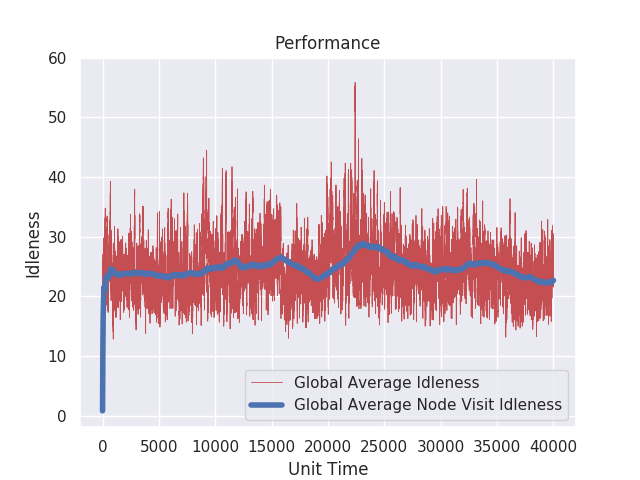 Performance
60
50
40
30
20
10
0
Idleness
0 5000 10000 15000 20000 25000 30000 35000 40000
Unit Time
Global Average Idleness
Global Average Node Visit Idleness